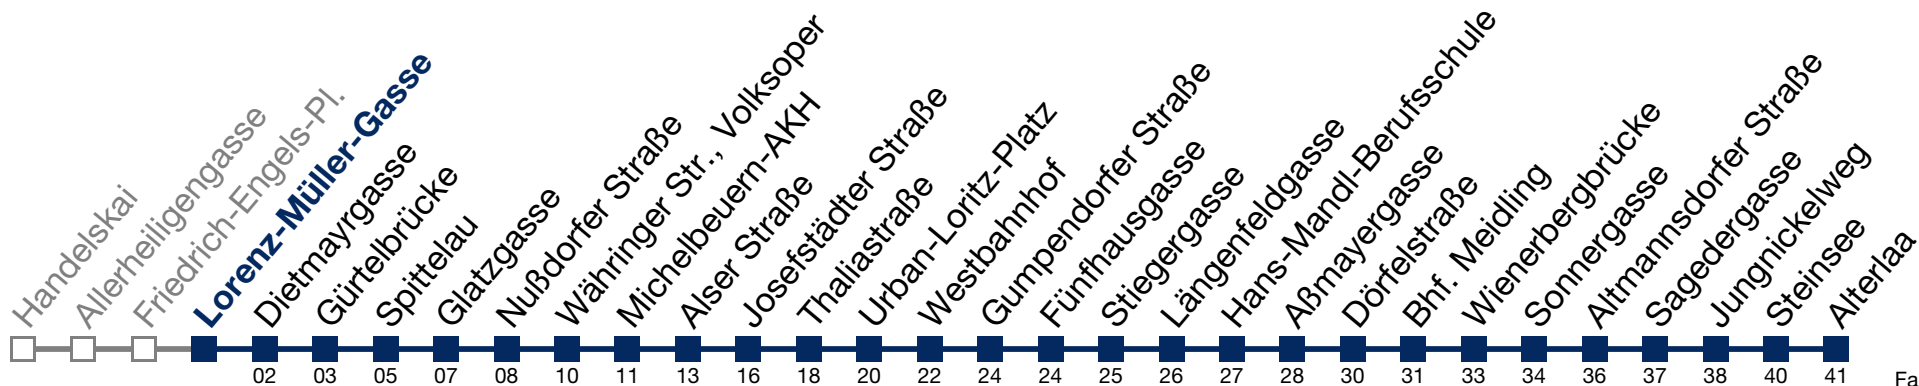 Handelskai
Allerheiligengasse
Friedrich-Engels-Pl.
Lorenz-Müller-Gasse
Dietmayrgasse
Gürtelbrücke
Spittelau
Glatzgasse
Nußdorfer Straße
Währinger Str., Volksoper
Michelbeuern-AKH
Alser Straße
Josefstädter Straße
Thaliastraße
Urban-Loritz-Platz
Westbahnhof
Gumpendorfer Straße
Fünfhausgasse
Stiegergasse
Längenfeldgasse
Hans-Mandl-Berufsschule
Aßmayergasse
Dörfelstraße
Bhf. Meidling
Wienerbergbrücke
Sonnergasse
Altmannsdorfer Straße
Sagedergasse
Jungnickelweg
Steinsee
Alterlaa
02 03 05 07 08 10 11 13 16 18 20 22 24 24 25 26 27 28 30 31 33 34 36 37 38 40 41 Fa